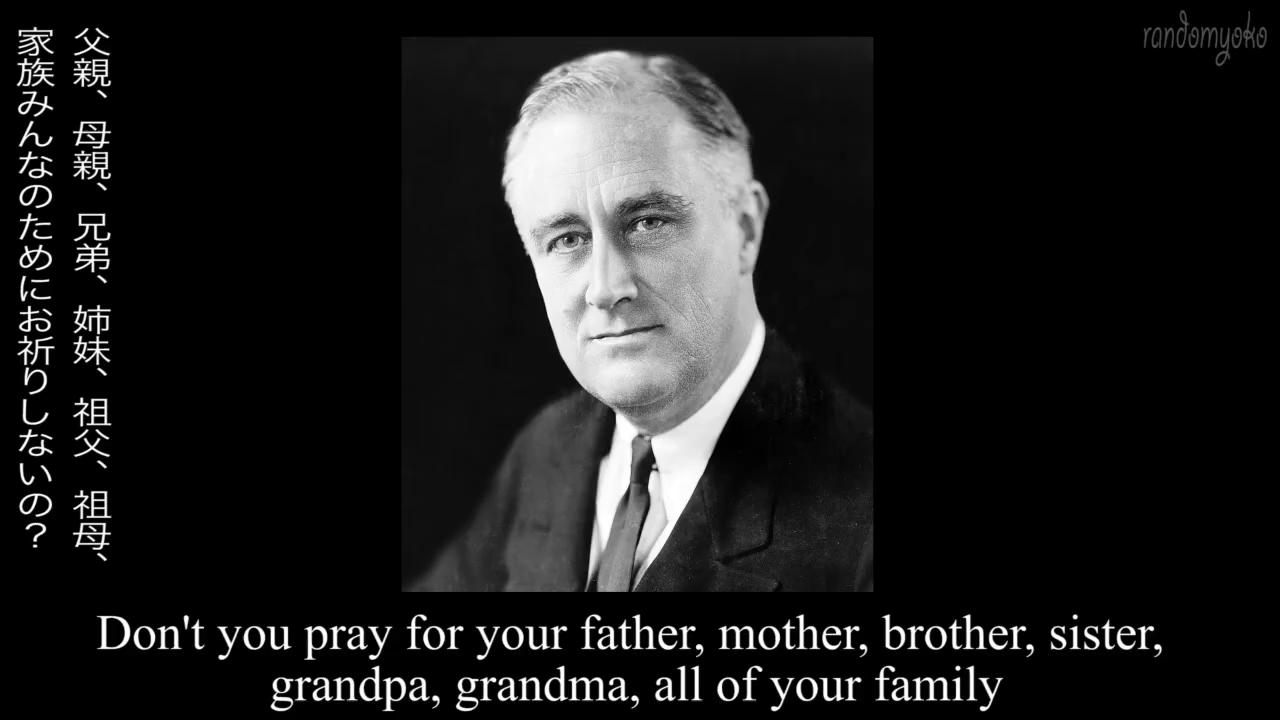 randomyoko
父親、母親、兄弟、姉妹、祖父、祖母、
家族みんなのためにお祈りしないの？
Don't you pray for your father, mother, brother, sister,
grandpa, grandma, all of your family